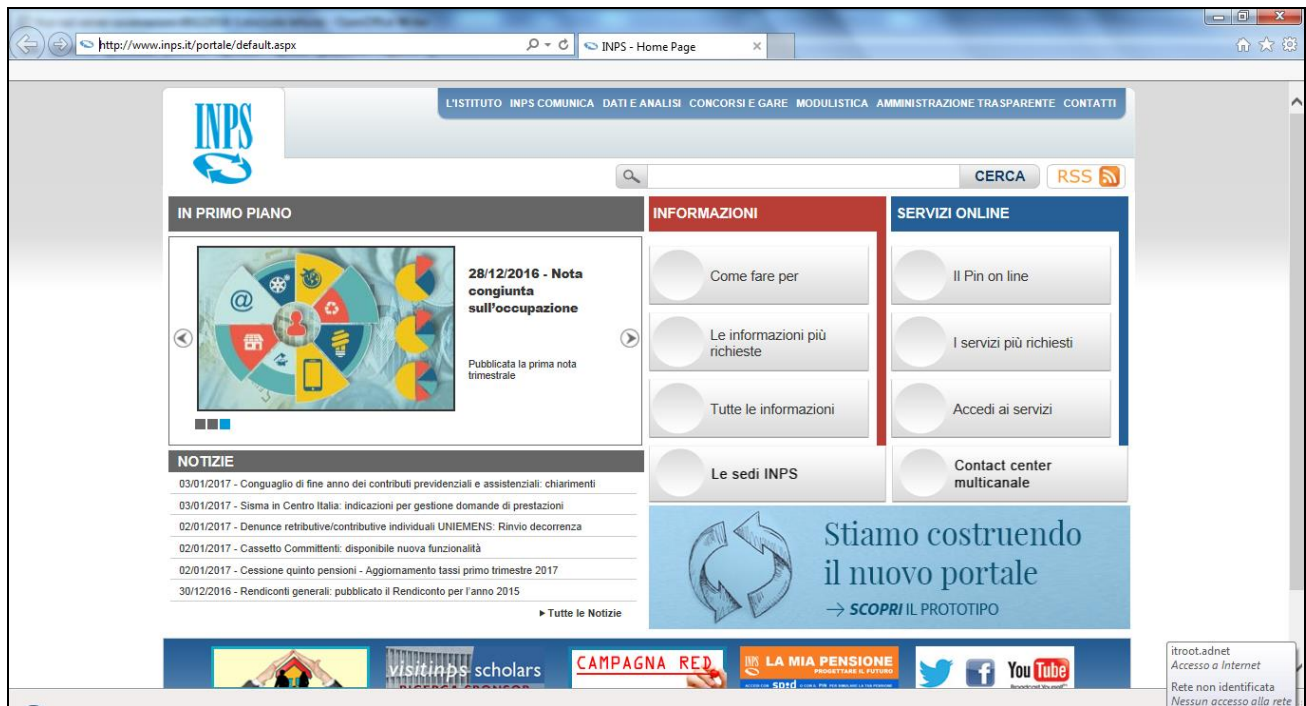 http://www.inps.it/portale/default.aspx
INPS - Home Page
L'ISTITUTO INPS COMUNICA DATI E ANALISI CONCORSI E GARE MODULISTICA AMMINISTRAZIONE TRASPARENTE CONTATTI
INPS
CERCA
RSS
IN PRIMO PIANO
28/12/2016 - Nota
congiunta
sull'occupazione
Pubblicata la prima nota
trimestrale
@
NOTIZIE
03/01/2017 - Conguaglio di fine anno dei contributi previdenziali e assistenziali: chiarimenti
03/01/2017 - Sisma in Centro Italia: indicazioni per gestione domande di prestazioni
02/01/2017 - Denunce retributive/contributive individuali UNIEMENS: Rinvio decorrenza
02/01/2017 - Cassetto Committenti: disponibile nuova funzionalità
02/01/2017 - Cessione quinto pensioni - Aggiornamento tassi primo trimestre 2017
30/12/2016 - Rendiconti generali: pubblicato il Rendiconto per l'anno 2015
Tutte le Notizie
INFORMAZIONI
Come fare per
Le informazioni più
richieste
Tutte le informazioni
Le sedi INPS
SERVIZI ONLINE
Il Pin on line
I servizi più richiesti
Accedi ai servizi
Contact center
multicanale
Stiamo costruendo
il nuovo portale
→ SCOPRI IL PROTOTIPO
visitinps scholars
RICERCA SPONSOR
CAMPAGNA RED
INPS LA MIA PENSIONE
PROGETTARE IL FUTURO
You Tube
Broadcast Yourself
itroot.adnet
Accesso a Internet
Rete non identificata
Nessun accesso alla rete